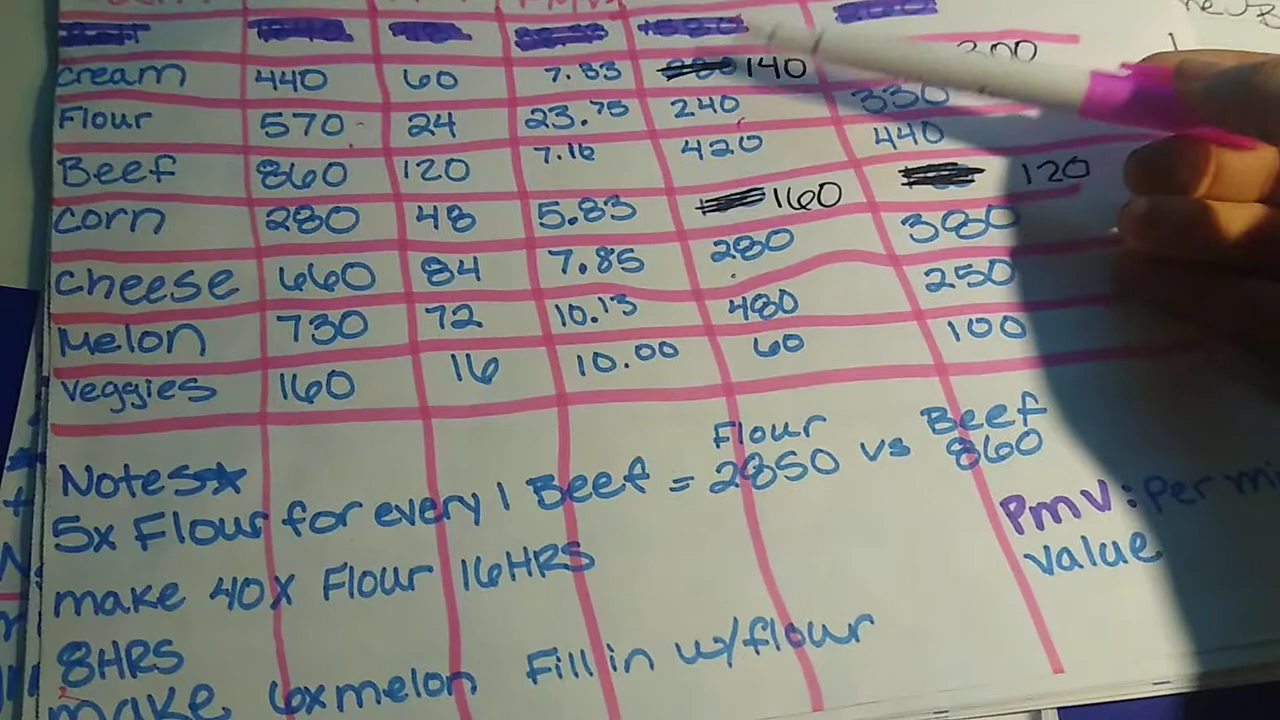 cream 440 60 7.33 140 300
Flour 570 24 23.75 240 330
Beef 860 120 7.16 420 440
corn 280 48 5.83 160 120
cheese 660 84 7.85 280 380
Melon 730 72 10.13 480 250
veggies 160 16 10.00 60 100
Notes
Flour Beef
5x Flour for every 1 Beef = 2850 vs 860
make 40x Flour 16HRS
Pmv: per
value
8HRS
make 6xmelon Fill in w/flour